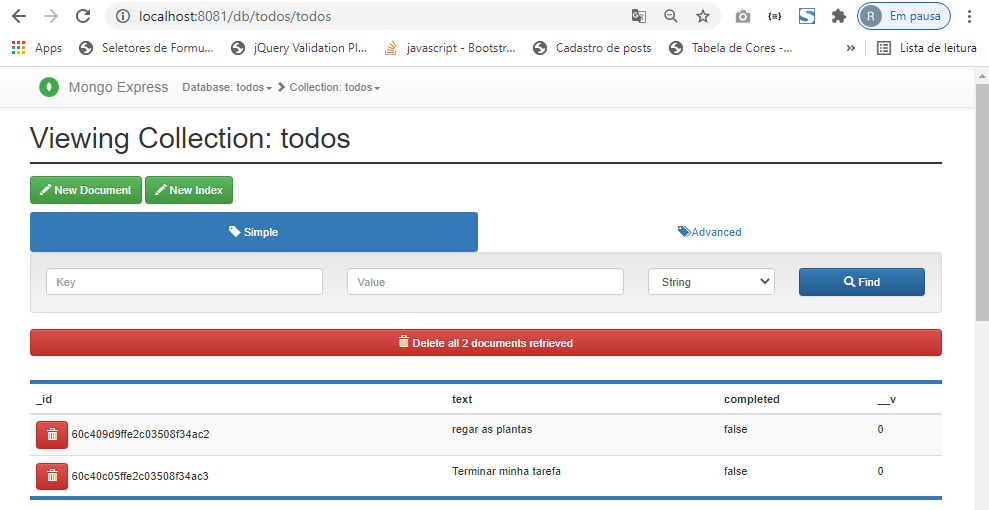 localhost:8081/db/todos/todos
R Em pausa
Apps Seletores de Formu... jQuery Validation Pl... javascript - Bootstr... Cadastro de posts Tabela de Cores -... » Lista de leitura
Mongo Express Database: todos Collection: todos
Viewing Collection: todos
New Document New Index
Simple Advanced
Key Value String Find
Delete all 2 documents retrieved
_id text completed __v
60c409d9ffe2c03508f34ac2 regar as plantas false 0
60c40c05ffe2c03508f34ac3 Terminar minha tarefa false 0